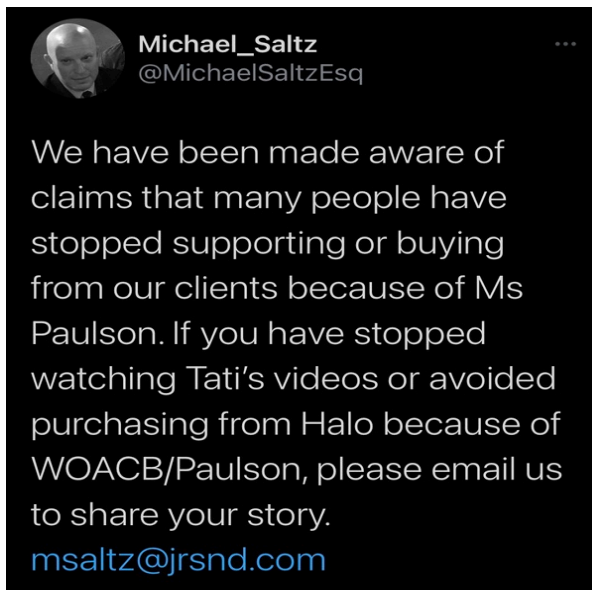 Michael_Saltz
@MichaelSaltzEsq
We have been made aware of
claims that many people have
stopped supporting or buying
from our clients because of Ms
Paulson. If you have stopped
watching Tati's videos or avoided
purchasing from Halo because of
WOACB/Paulson, please email us
to share your story.
msaltz@jrsnd.com